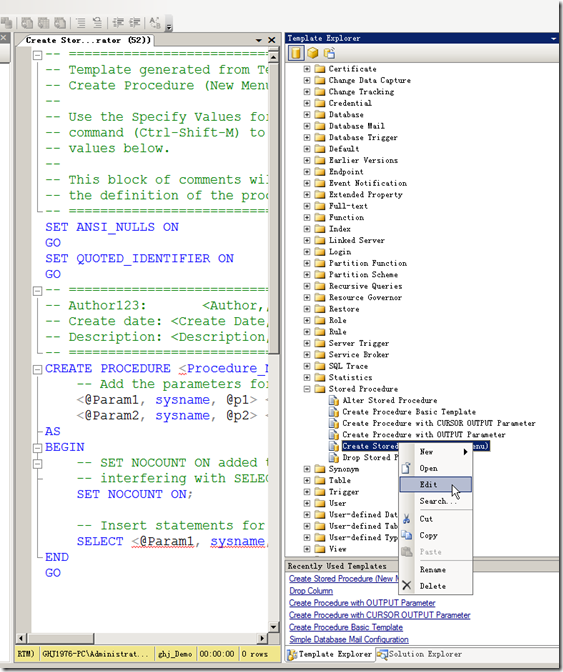 Create Stor...rator (52))
-- ============================
-- Template generated from Te
-- Create Procedure (New Menu
--
-- Use the Specify Values for
-- command (Ctrl-Shift-M) to
-- values below.
--
-- This block of comments wil
-- the definition of the proc
-- ============================
SET ANSI_NULLS ON
GO
SET QUOTED_IDENTIFIER ON
GO
-- ============================
-- Author123:       <Author,,
-- Create date: <Create Date,
-- Description: <Description,
-- ============================
CREATE PROCEDURE <Procedure_N
-- Add the parameters for
<@Param1, sysname, @p1> <
<@Param2, sysname, @p2> <
AS
BEGIN
-- SET NOCOUNT ON added t
-- interfering with SELEC
SET NOCOUNT ON;
-- Insert statements for
SELECT <@Param1, sysname,
END
GO
RTM) GHJ1976-PC\Administrat... ghj_Demo 00:00:00 0 rows
Template Explorer
Certificate
Change Data Capture
Change Tracking
Credential
Database
Database Mail
Database Trigger
Default
Earlier Versions
Endpoint
Event Notification
Extended Property
Full-text
Function
Index
Linked Server
Login
Partition Function
Partition Scheme
Recursive Queries
Resource Governor
Restore
Role
Rule
Server Trigger
Service Broker
SQL Trace
Statistics
Stored Procedure
Alter Stored Procedure
Create Procedure Basic Template
Create Procedure with CURSOR OUTPUT Parameter
Create Procedure with OUTPUT Parameter
Create Stored enu)
Drop Stored P
Synonym
Table
Trigger
User
User-defined Dat
User-defined Tab
User-defined Typ
View
New
Open
Edit
Search...
Cut
Copy
Paste
Rename
Delete
Recently Used Templates
Create Stored Procedure (New M
Drop Column
Create Procedure with OUTPUT Parameter
Create Procedure with CURSOR OUTPUT Parameter
Create Procedure Basic Template
Simple Database Mail Configuration
Template Explorer Solution Explorer